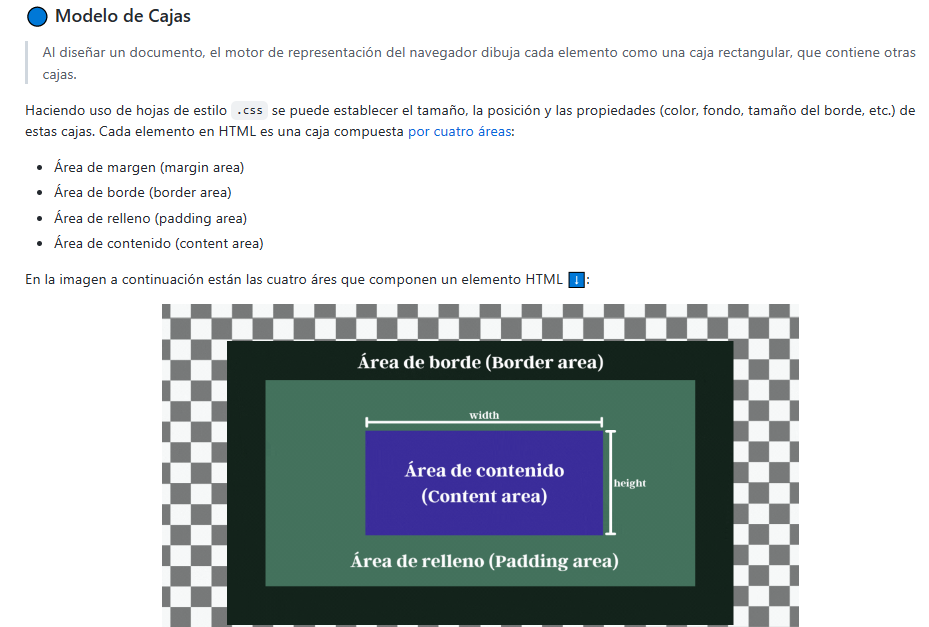 Modelo de Cajas
Al diseñar un documento, el motor de representación del navegador dibuja cada elemento como una caja rectangular, que contiene otras
cajas.
Haciendo uso de hojas de estilo .css se puede establecer el tamaño, la posición y las propiedades (color, fondo, tamaño del borde, etc.) de
estas cajas. Cada elemento en HTML es una caja compuesta por cuatro áreas:
Área de margen (margin area)
Área de borde (border area)
Área de relleno (padding area)
Área de contenido (content area)
En la imagen a continuación están las cuatro áres que componen un elemento HTML ⬇:
Área de borde (Border area)
width
Área de contenido
(Content area)
height
Área de relleno (Padding area)